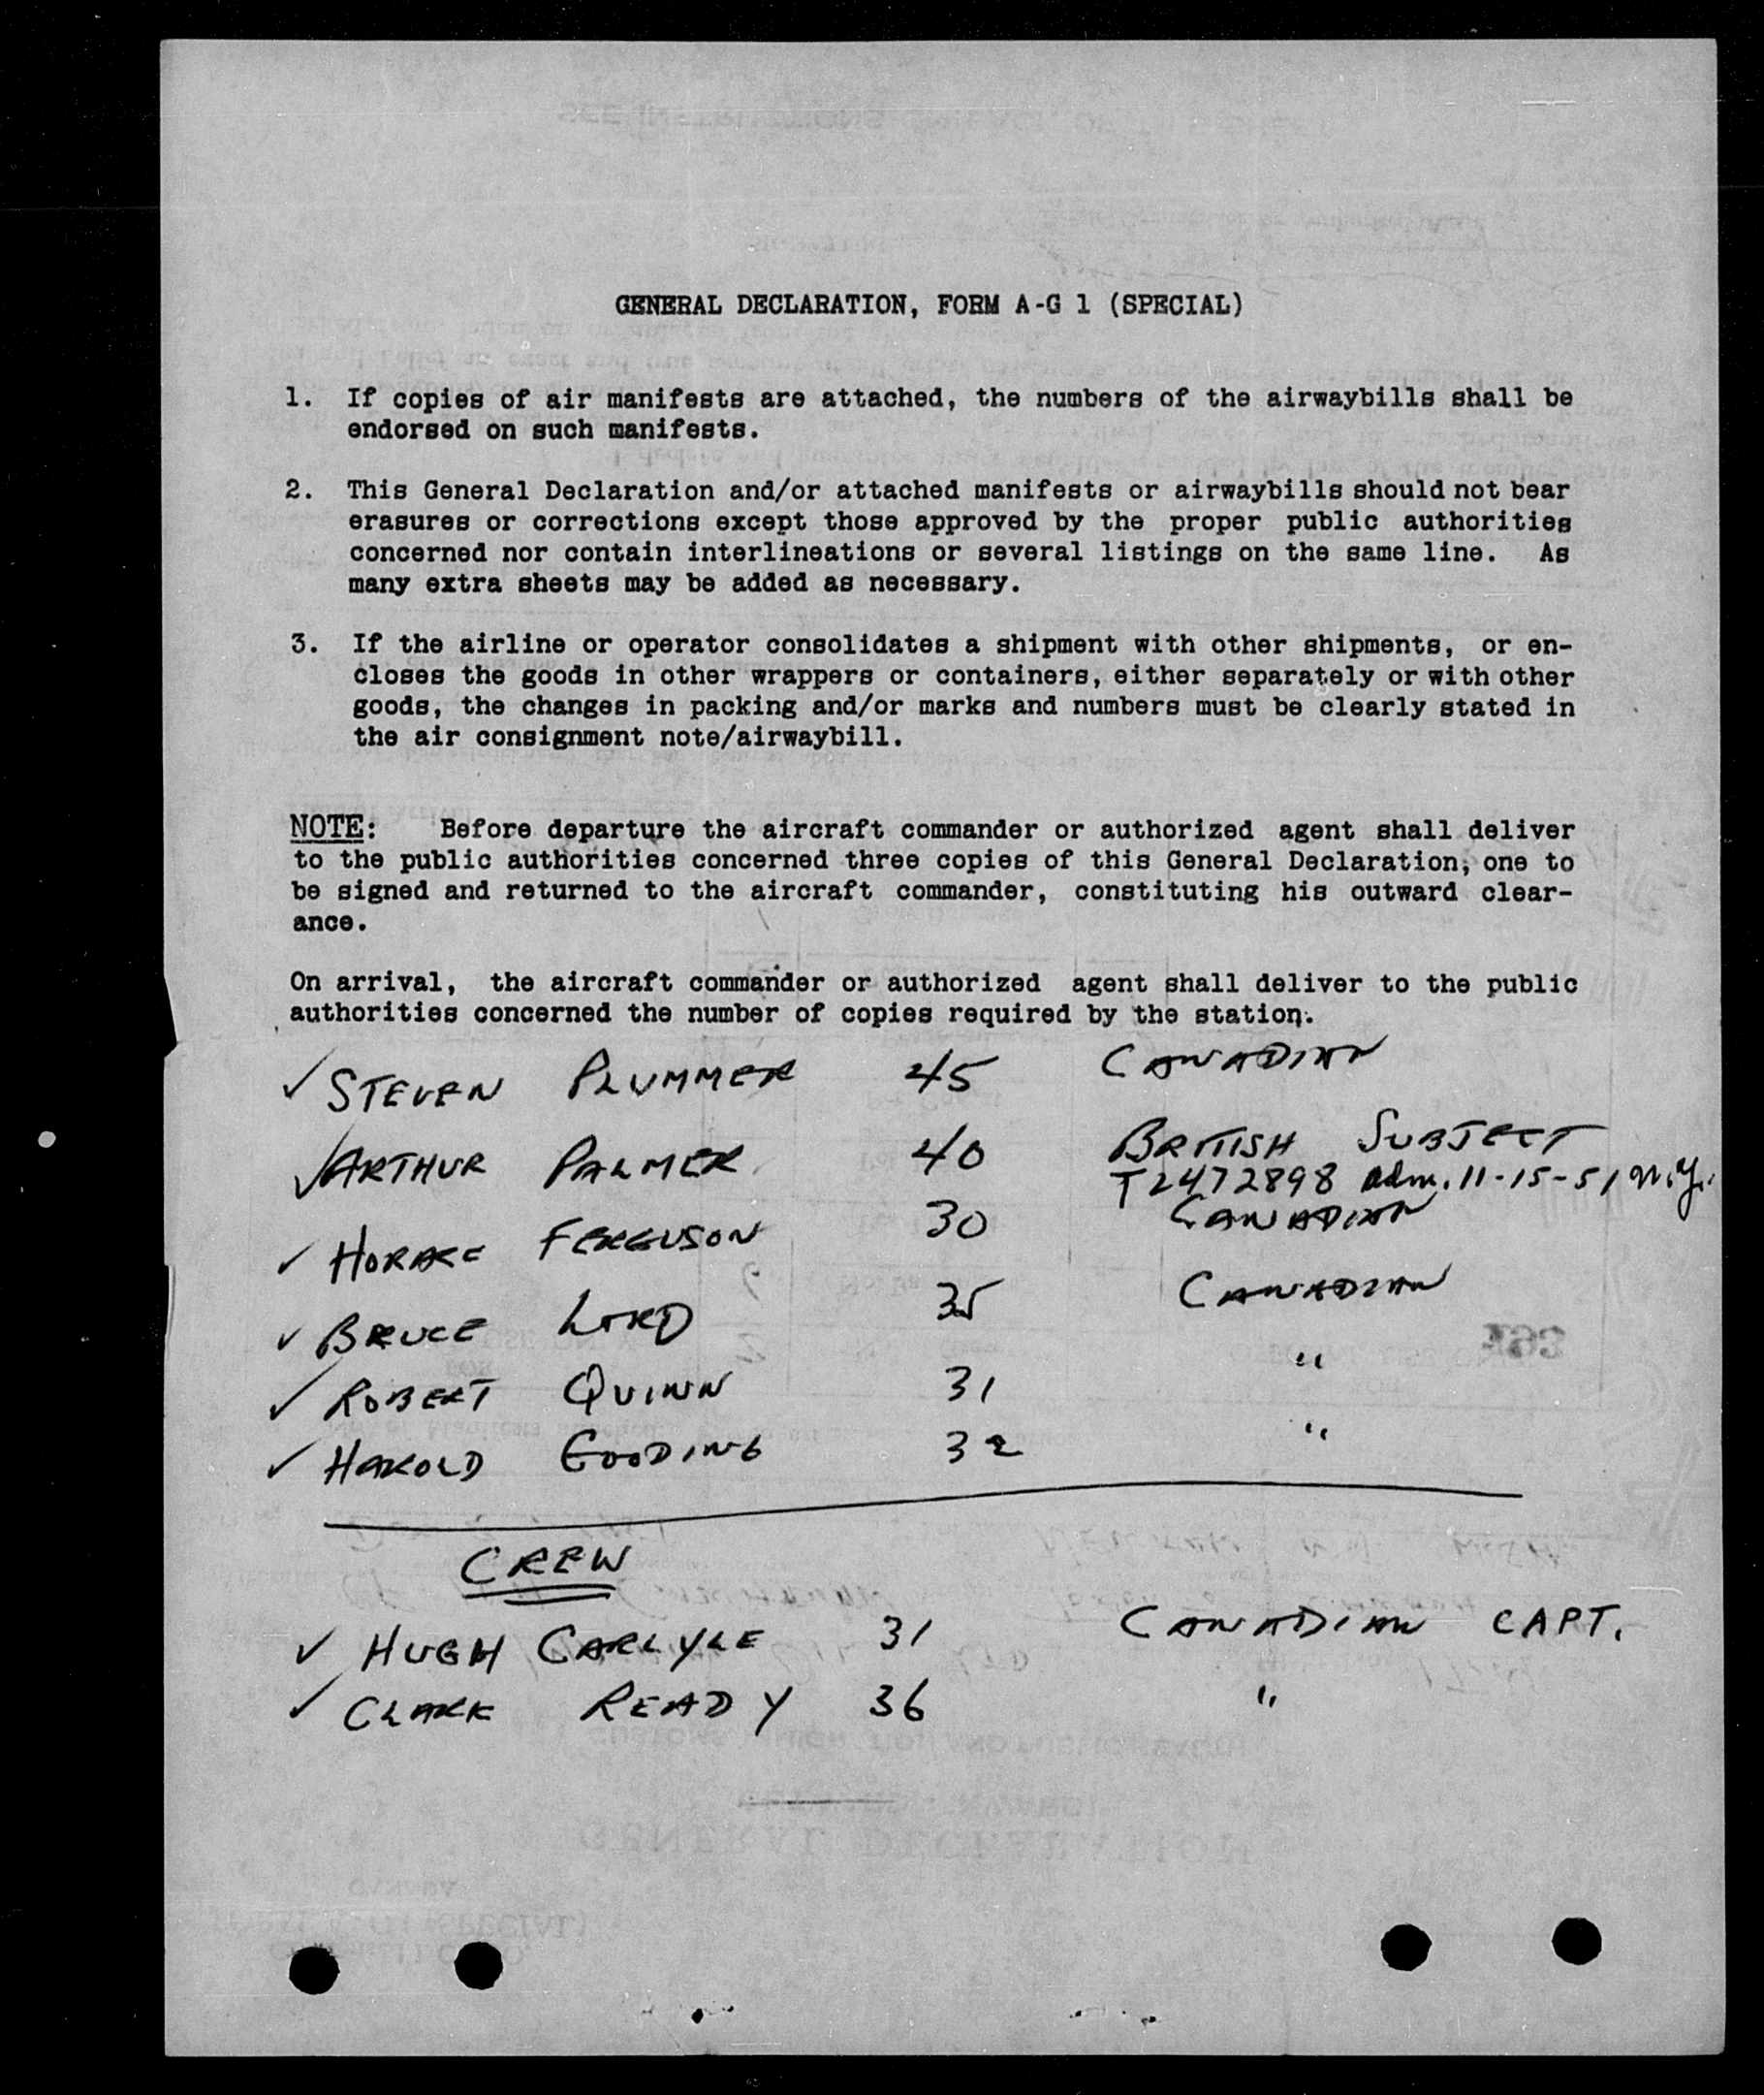 GENERAL DECLARATION, FORM A-G 1 (SPECIAL)
1. If copies of air manifests are attached, the numbers of the airwaybills shall be
endorsed on such manifests.
2. This General Declaration and/or attached manifests or airwaybills should not bear
erasures or corrections except those approved by the proper public authorities
concerned nor contain interlineations or several listings on the same line. As
many extra sheets may be added as necessary.
3. If the airline or operator consolidates a shipment with other shipments, or en-
closes the goods in other wrappers or containers, either separately or with other
goods, the changes in packing and/or marks and numbers must be clearly stated in
the air consignment note/airwaybill.
NOTE: Before departure the aircraft commander or authorized agent shall deliver
to the public authorities concerned three copies of this General Declaration, one to
be signed and returned to the aircraft commander, constituting his outward clear-
ance.
On arrival, the aircraft commander or authorized agent shall deliver to the public
authorities concerned the number of copies required by the station.
✓ STEVEN PLUMMER 45 CANADIAN
✓ ARTHUR PALMER 40 BRITISH SUBJECT
T2472898 adm. 11-15-51 N.Y.
✓ HORACE FERGUSON 30 CANADIAN
✓ BRUCE LORD 35 CANADIAN
✓ ROBERT QUINN 31 "
✓ HAROLD GOODING 32 "
CREW
✓ HUGH CARLYLE 31 CANADIAN CAPT.
✓ CLARK READY 36 "